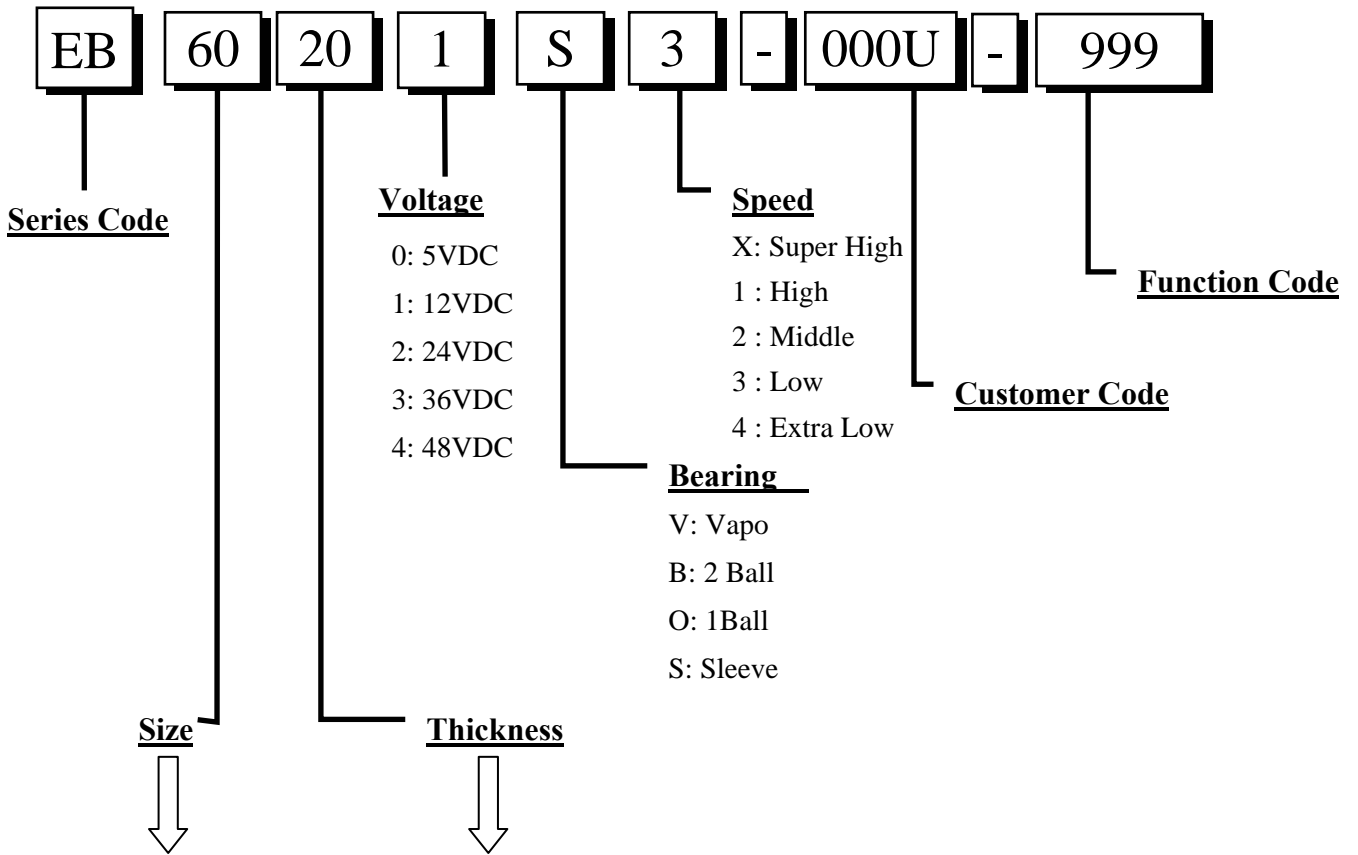 EB 60 20 1 S 3 - 000U - 999
Series Code
Voltage
0: 5VDC
1: 12VDC
2: 24VDC
3: 36VDC
4: 48VDC
Speed
X: Super High
1 : High
2 : Middle
3 : Low
4 : Extra Low
Function Code
Customer Code
Bearing
V: Vapo
B: 2 Ball
O: 1Ball
S: Sleeve
Size
Thickness